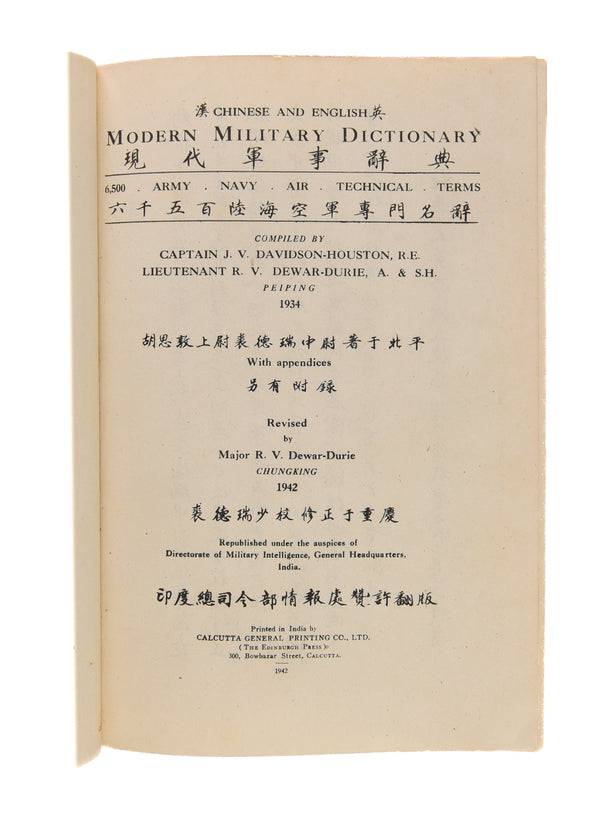 漢 CHINESE AND ENGLISH 英
MODERN MILITARY DICTIONARY
現代軍事辭典
6,500 . ARMY . NAVY . AIR . TECHNICAL . TERMS
六千五百陸海空軍專門名辭
COMPILED BY
CAPTAIN J. V. DAVIDSON-HOUSTON, R.E.
LIEUTENANT R. V. DEWAR-DURIE, A. & S.H.
PEIPING
1934
胡思敦上尉裘德瑞中尉著于北平
With appendices
另有附錄
Revised
by
Major R. V. Dewar-Durie
CHUNGKING
1942
裘德瑞少校修正于重慶
Republished under the auspices of
Directorate of Military Intelligence, General Headquarters,
India.
印度總司令部情報處贊許翻版
Printed in India by
CALCUTTA GENERAL PRINTING CO., LTD.
(THE EDINBURGH PRESS)
300, Bowbazar Street, CALCUTTA.
1942